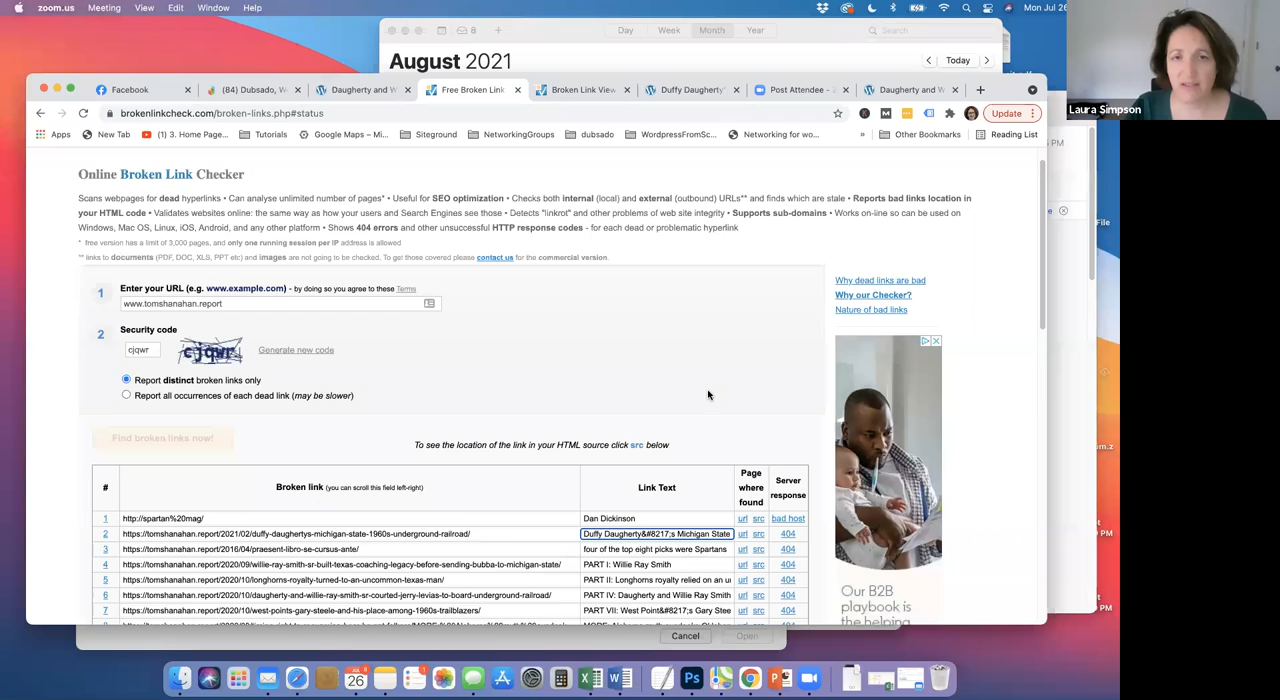 zoom.us Meeting View Edit Window Help
Mon Jul 26
8 Day Week Month Year Search
August 2021
Today
Laura Simpson
Facebook
(84) Dubsado, W
Daugherty and W
Free Broken Link
Broken Link View
Duffy Daugherty'
Post Attendee - Z
Daugherty and W
brokenlinkcheck.com/broken-links.php#status
Update
Apps New Tab (1) 3. Home Page... Tutorials Google Maps – Mi... Siteground NetworkingGroups dubsado WordpressFromSc... Networking for wo... » Other Bookmarks Reading List
PM
Online Broken Link Checker
Scans webpages for dead hyperlinks • Can analyse unlimited number of pages* • Useful for SEO optimization • Checks both internal (local) and external (outbound) URLs** and finds which are stale • Reports bad links location in
your HTML code • Validates websites online: the same way as how your users and Search Engines see those • Detects "linkrot" and other problems of web site integrity • Supports sub-domains • Works on-line so can be used on
Windows, Mac OS, Linux, iOS, Android, and any other platform • Shows 404 errors and other unsuccessful HTTP response codes - for each dead or problematic hyperlink
* free version has a limit of 3,000 pages, and only one running session per IP address is allowed
** links to documents (PDF, DOC, XLS, PPT etc) and images are not going to be checked. To get those covered please contact us for the commercial version.
1 Enter your URL (e.g. www.example.com) - by doing so you agree to these Terms
www.tomshanahan.report
2 Security code
cjqwr cjqwr Generate new code
Report distinct broken links only
Report all occurrences of each dead link (may be slower)
Why dead links are bad
Why our Checker?
Nature of bad links
Find broken links now!
To see the location of the link in your HTML source click src below
# Broken link (you can scroll this field left-right) Link Text Page where found Server response
1 http://spartan%20mag/ Dan Dickinson url src bad host
2 https://tomshanahan.report/2021/02/duffy-daughertys-michigan-state-1960s-underground-railroad/ Duffy Daugherty&#8217;s Michigan State url src 404
3 https://tomshanahan.report/2016/04/praesent-libro-se-cursus-ante/ four of the top eight picks were Spartans url src 404
4 https://tomshanahan.report/2020/09/willie-ray-smith-sr-built-texas-coaching-legacy-before-sending-bubba-to-michigan-state/ PART I: Willie Ray Smith url src 404
5 https://tomshanahan.report/2020/10/longhorns-royalty-turned-to-an-uncommon-texas-man/ PART II: Longhorns royalty relied on an u url src 404
6 https://tomshanahan.report/2020/10/daugherty-and-willie-ray-smith-sr-courted-jerry-levias-to-board-underground-railroad/ PART IV: Daugherty and Willie Ray Smith url src 404
7 https://tomshanahan.report/2020/10/west-points-gary-steele-and-his-place-among-1960s-trailblazers/ PART VII: West Point&#8217;s Gary Stee url src 404
Our B2B
playbook is
the helping
File
Cancel Open
26